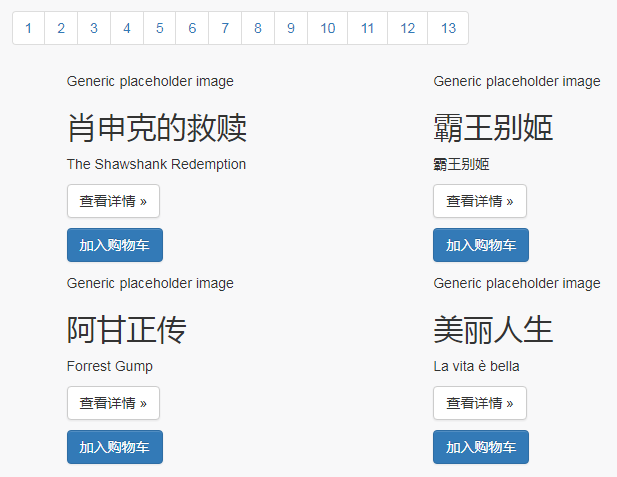 1 2 3 4 5 6 7 8 9 10 11 12 13
Generic placeholder image
肖申克的救赎
The Shawshank Redemption
查看详情 »
加入购物车
Generic placeholder image
霸王别姬
霸王别姬
查看详情 »
加入购物车
Generic placeholder image
阿甘正传
Forrest Gump
查看详情 »
加入购物车
Generic placeholder image
美丽人生
La vita è bella
查看详情 »
加入购物车